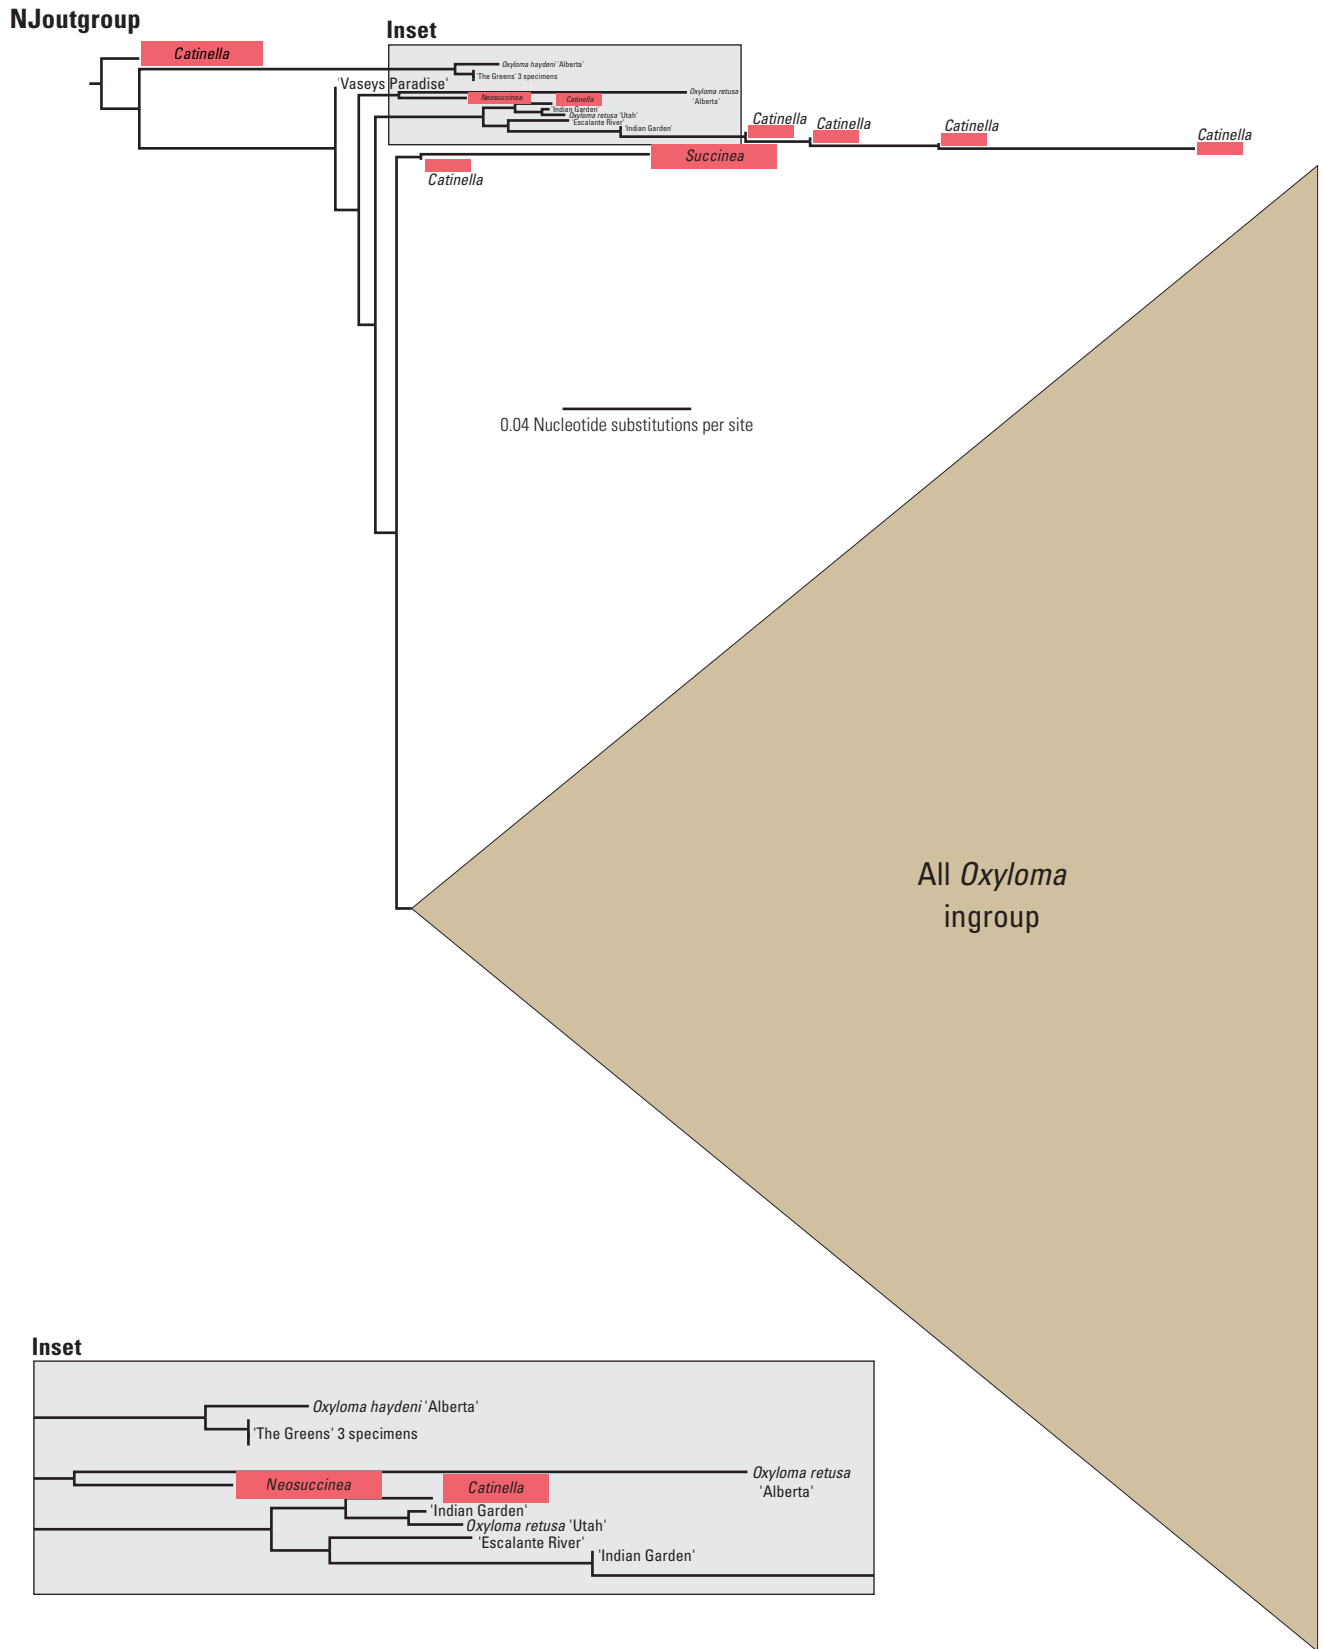 NJoutgroup
Inset
Catinella
Oxyloma haydeni 'Alberta'
'The Greens' 3 specimens
'Vaseys Paradise'
Oxyloma retusa
'Alberta'
Neosuccinea
Catinella
'Indian Garden'
Oxyloma retusa 'Utah'
'Escalante River'
'Indian Garden'
Catinella
Catinella
Catinella
Catinella
Succinea
Catinella
0.04 Nucleotide substitutions per site
All Oxyloma
ingroup
Inset
Oxyloma haydeni 'Alberta'
'The Greens' 3 specimens
Oxyloma retusa
'Alberta'
Neosuccinea
Catinella
'Indian Garden'
Oxyloma retusa 'Utah'
'Escalante River'
'Indian Garden'